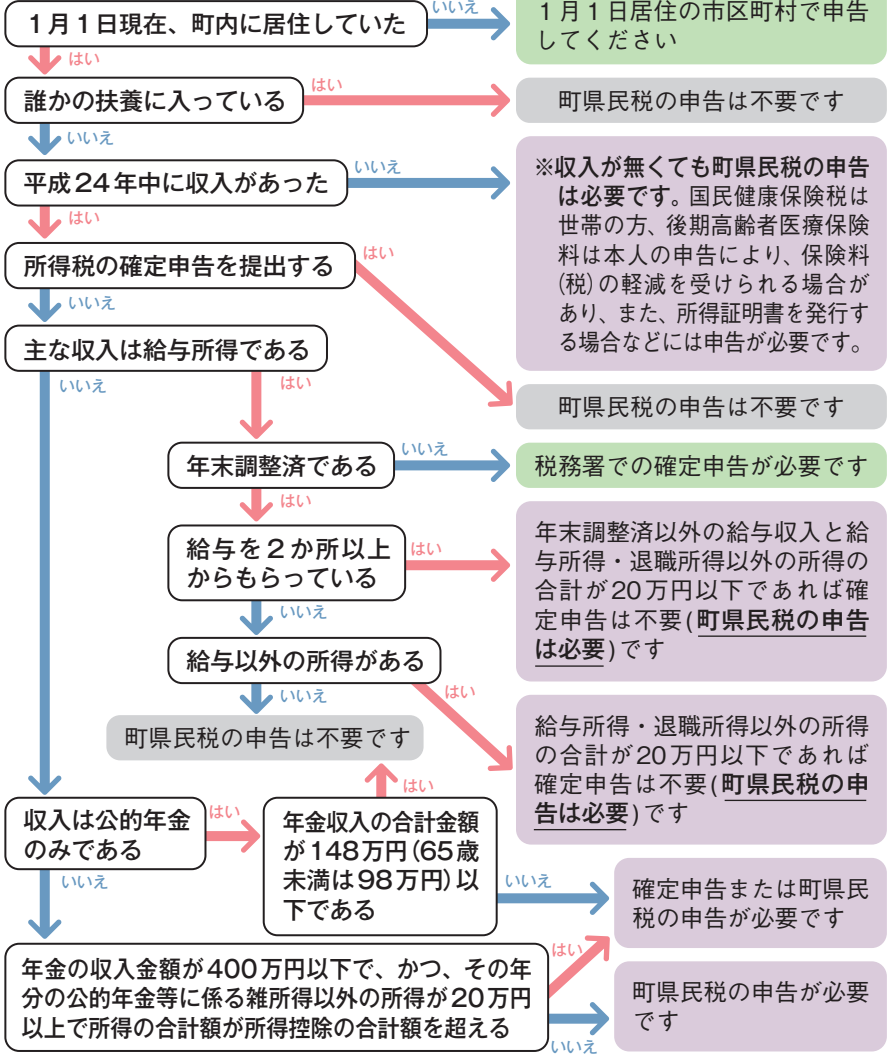 1月1日現在、町内に居住していた
いいえ
1月1日居住の市区町村で申告
してください
はい
誰かの扶養に入っている
はい
町県民税の申告は不要です
いいえ
平成24年中に収入があった
いいえ
※収入が無くても町県民税の申告
は必要です。国民健康保険税は
世帯の方、後期高齢者医療保険
料は本人の申告により、保険料
(税)の軽減を受けられる場合が
あり、また、所得証明書を発行す
る場合などには申告が必要です。
はい
所得税の確定申告を提出する
はい
町県民税の申告は不要です
いいえ
主な収入は給与所得である
いいえ
はい
年末調整済である
いいえ
税務署での確定申告が必要です
はい
給与を2か所以上
からもらっている
はい
年末調整済以外の給与収入と給
与所得・退職所得以外の所得の
合計が20万円以下であれば確
定申告は不要(町県民税の申告
は必要)です
いいえ
給与以外の所得がある
はい
給与所得・退職所得以外の所得
の合計が20万円以下であれば
確定申告は不要(町県民税の申
告は必要)です
いいえ
町県民税の申告は不要です
はい
収入は公的年金
のみである
はい
年金収入の合計金額
が148万円(65歳
未満は98万円)以
下である
いいえ
確定申告または町県民
税の申告が必要です
いいえ
年金の収入金額が400万円以下で、かつ、その年
分の公的年金等に係る雑所得以外の所得が20万円
以上で所得の合計額が所得控除の合計額を超える
はい
いいえ
町県民税の申告が必要
です